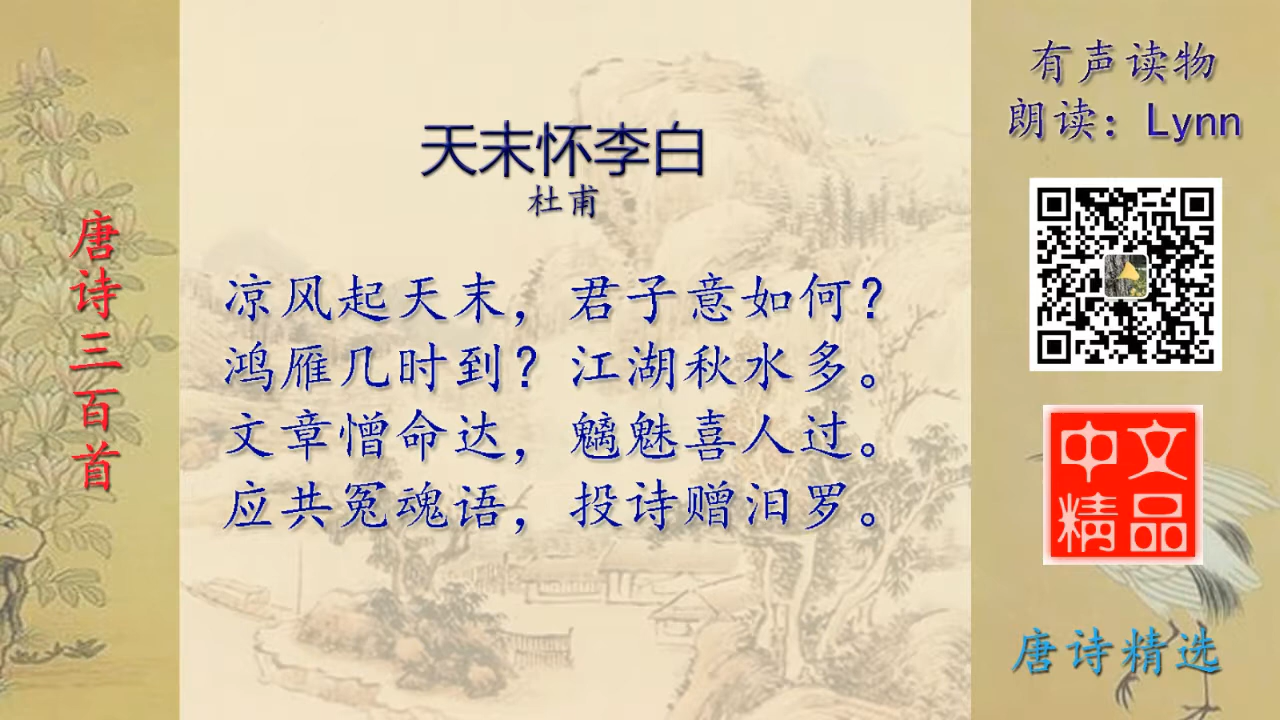 天末怀李白
杜甫
凉风起天末，君子意如何？
鸿雁几时到？江湖秋水多。
文章憎命达，魑魅喜人过。
应共冤魂语，投诗赠汨罗。
唐诗三百首
有声读物
朗读：Lynn
中文
精品
唐诗精选